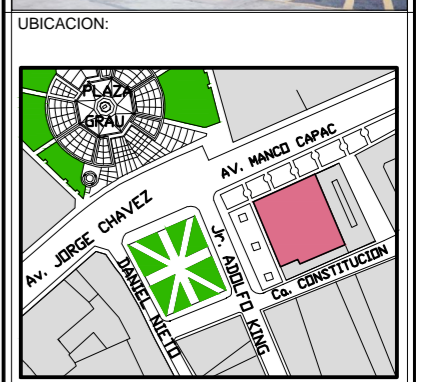 UBICACION:
PLAZA
GRAU
AV. MANCO CAPAC
Av. JORGE CHAVEZ
Jr. ADOLFO KING
DANIEL NIETO
Ca. CONSTITUCION